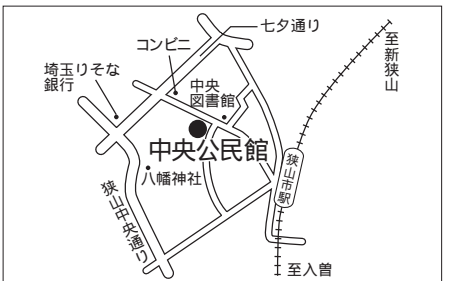 七夕通り
コンビニ
至新狭山
埼玉りそな
銀行
中央
図書館
中央公民館
八幡神社
狭山市駅
狭山中央通り
至入曽